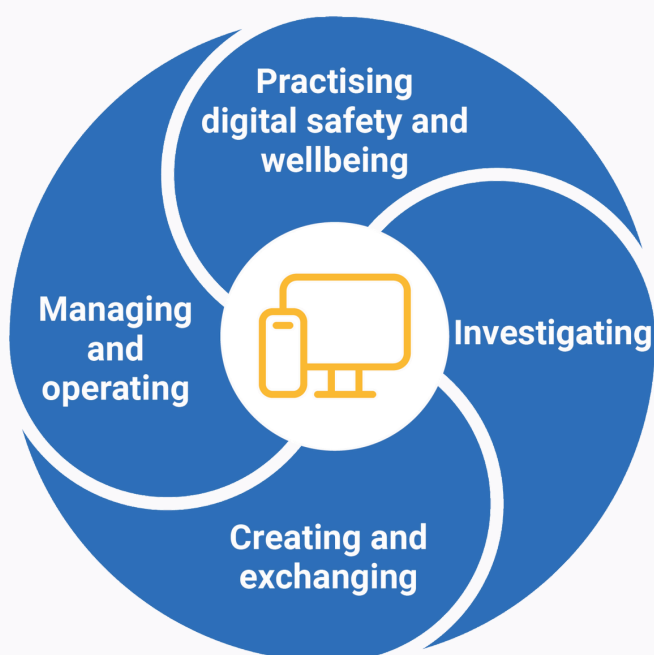 Practising
digital safety and
wellbeing
Investigating
Creating and
exchanging
Managing
and
operating